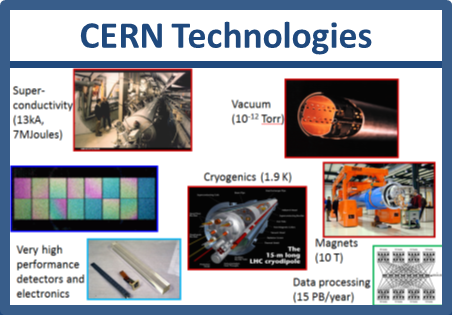 CERN Technologies
Super-
conductivity
(13kA,
7MJoules)
Vacuum
(10⁻¹² Torr)
Cryogenics (1.9 K)
The
15-m long
LHC cryodipole
Magnets
(10 T)
Very high
performance
detectors and
electronics
Data processing
(15 PB/year)